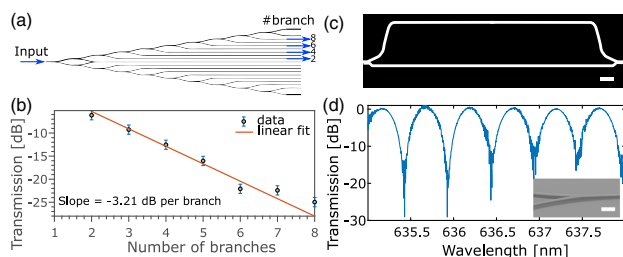 (a)
#branch
Input
8
6
4
2
(b)
Transmission [dB]
-5
-10
-15
-20
-25
data
linear fit
Slope = -3.21 dB per branch
1 2 3 4 5 6 7 8
Number of branches
(c)
(d)
Transmission [dB]
0
-10
-20
-30
635.5 636 636.5 637 637.5
Wavelength [nm]